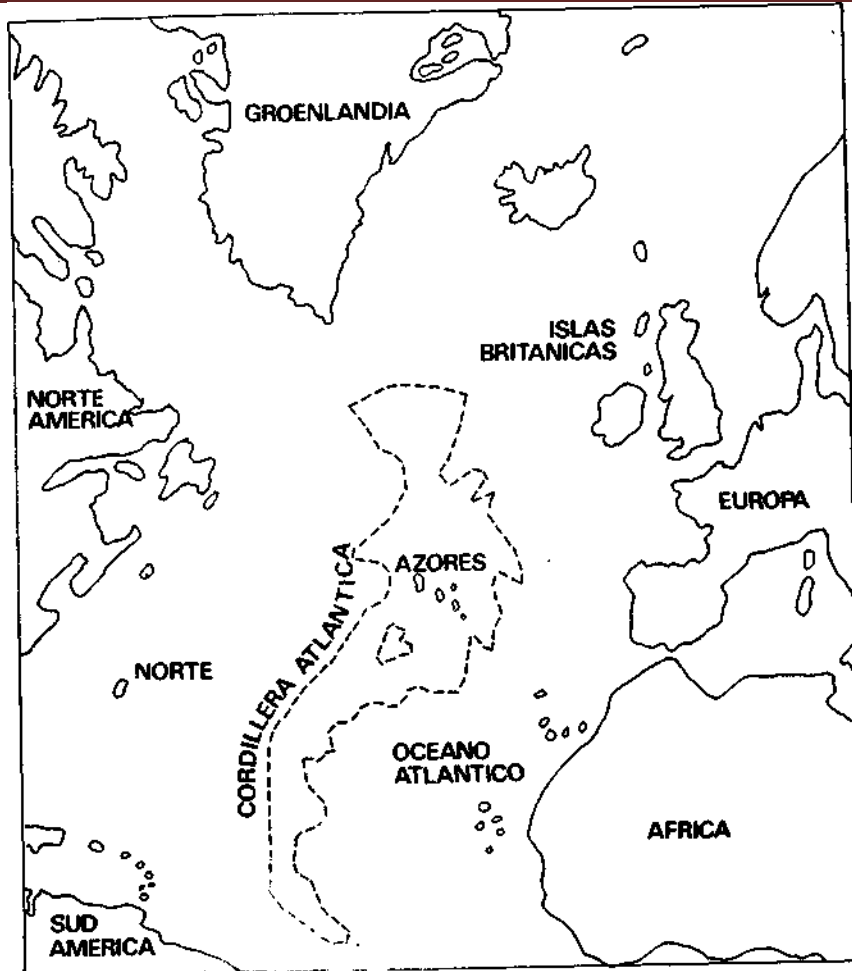 GROENLANDIA
ISLAS
BRITANICAS
NORTE
AMERICA
EUROPA
AZORES
CORDILLERA ATLANTICA
NORTE
OCEANO
ATLANTICO
AFRICA
SUD
AMERICA